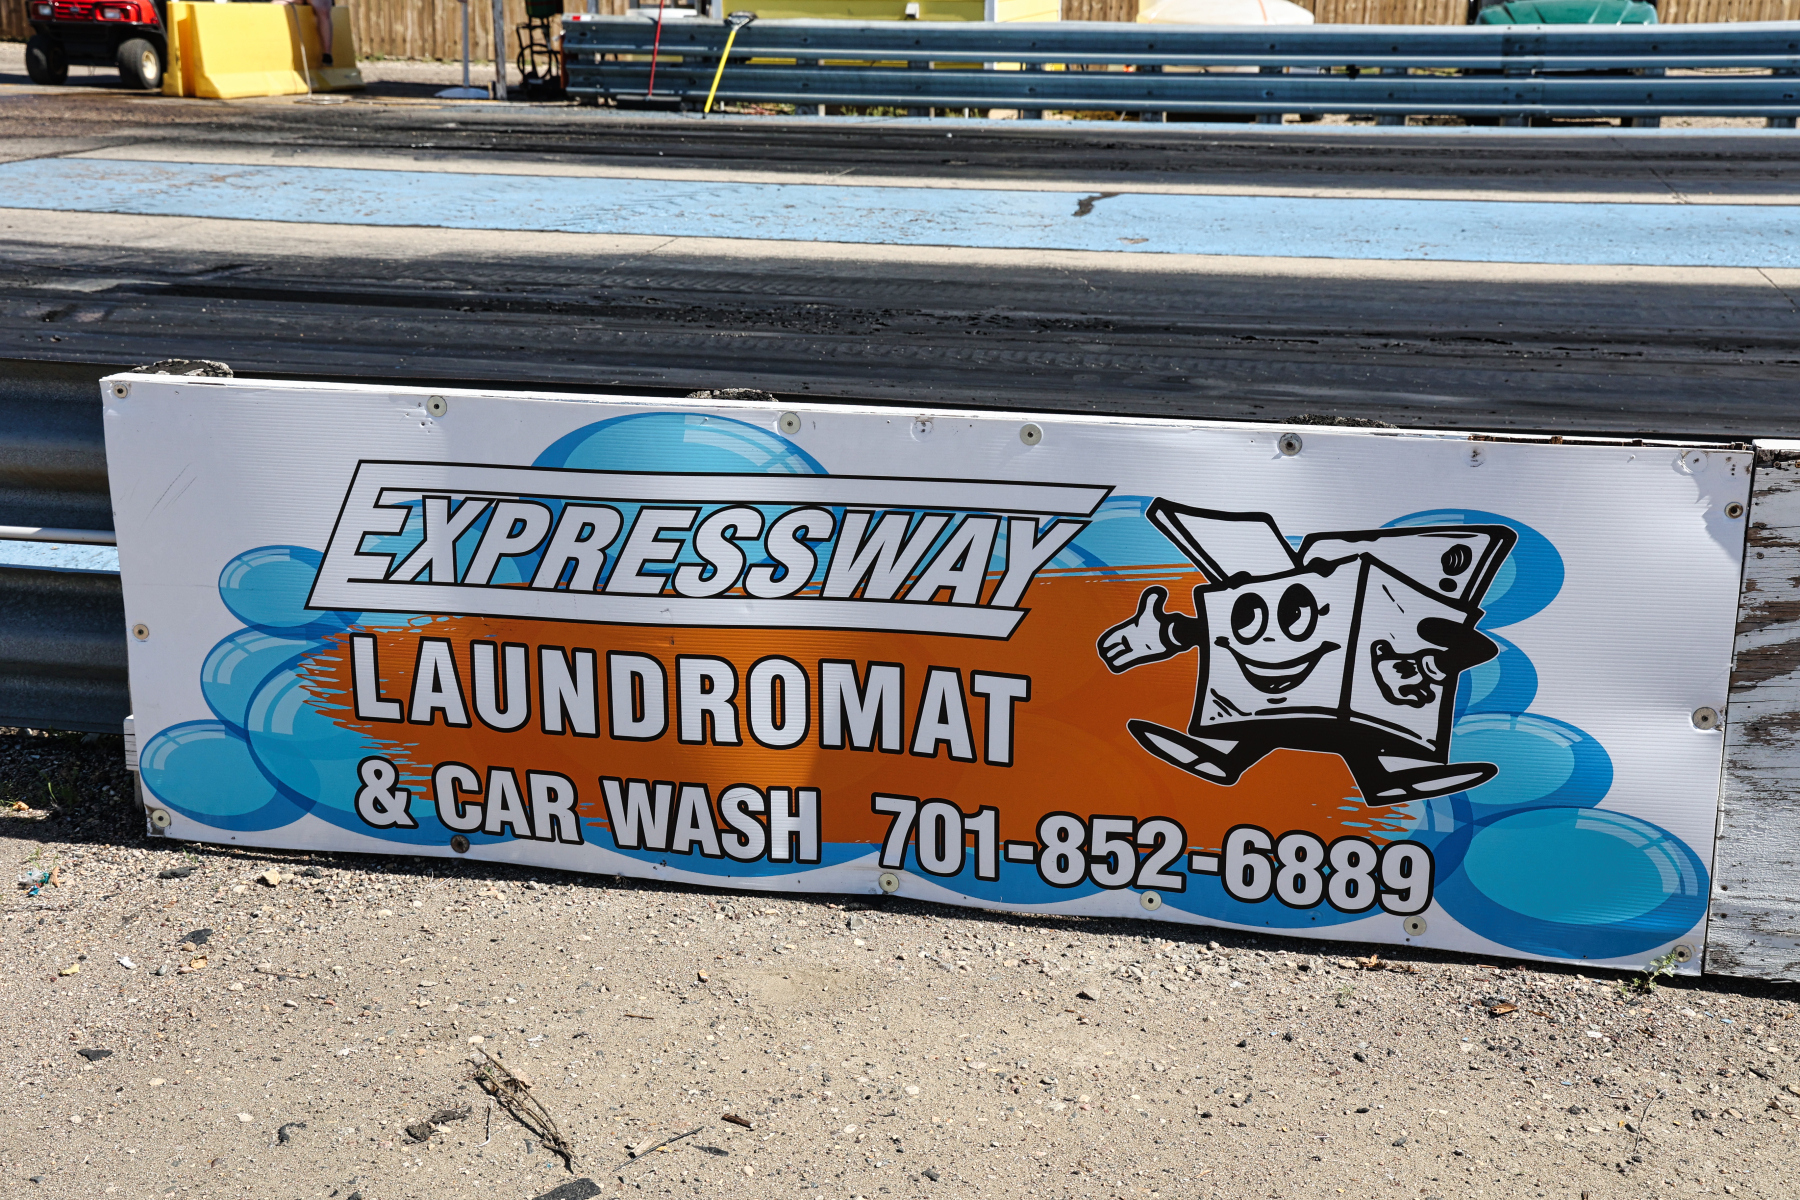 EXPRESSWAY
LAUNDROMAT
& CAR WASH 701-852-6889